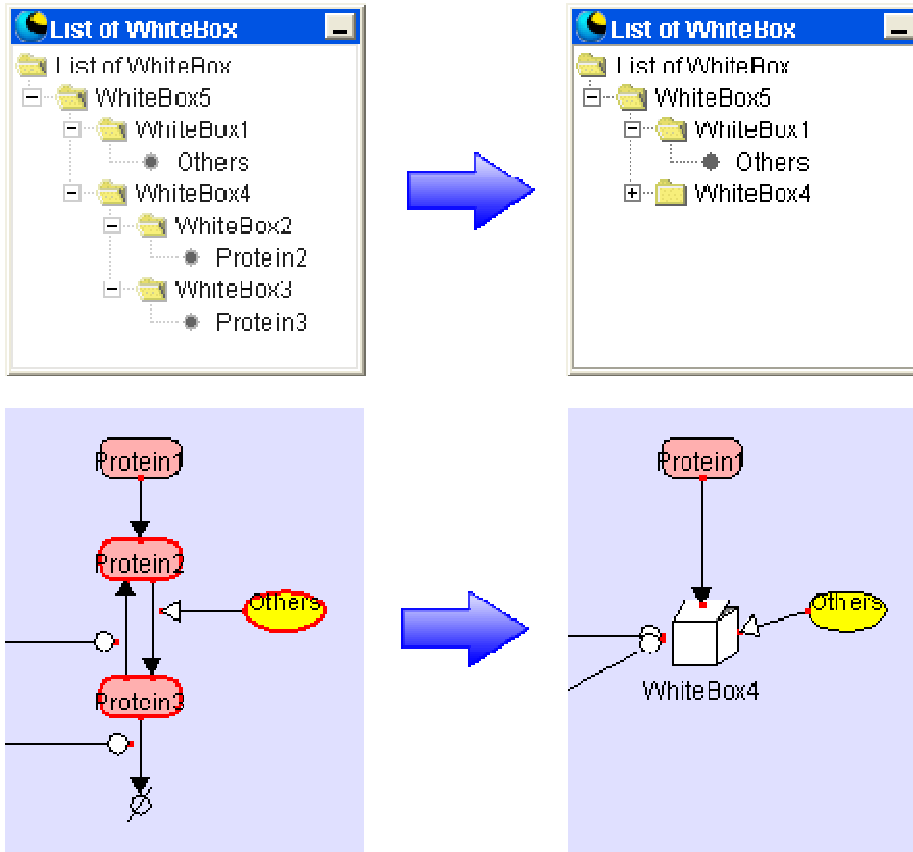 List of WhiteBox
List of WhiteBox
WhiteBox5
WhiteBox1
Others
WhiteBox4
WhiteBox2
Protein2
WhiteBox3
Protein3
List of WhiteBox
List of WhiteBox
WhiteBox5
WhiteBox1
Others
WhiteBox4
Protein1
Protein2
Others
Protein3
Protein1
Others
WhiteBox4